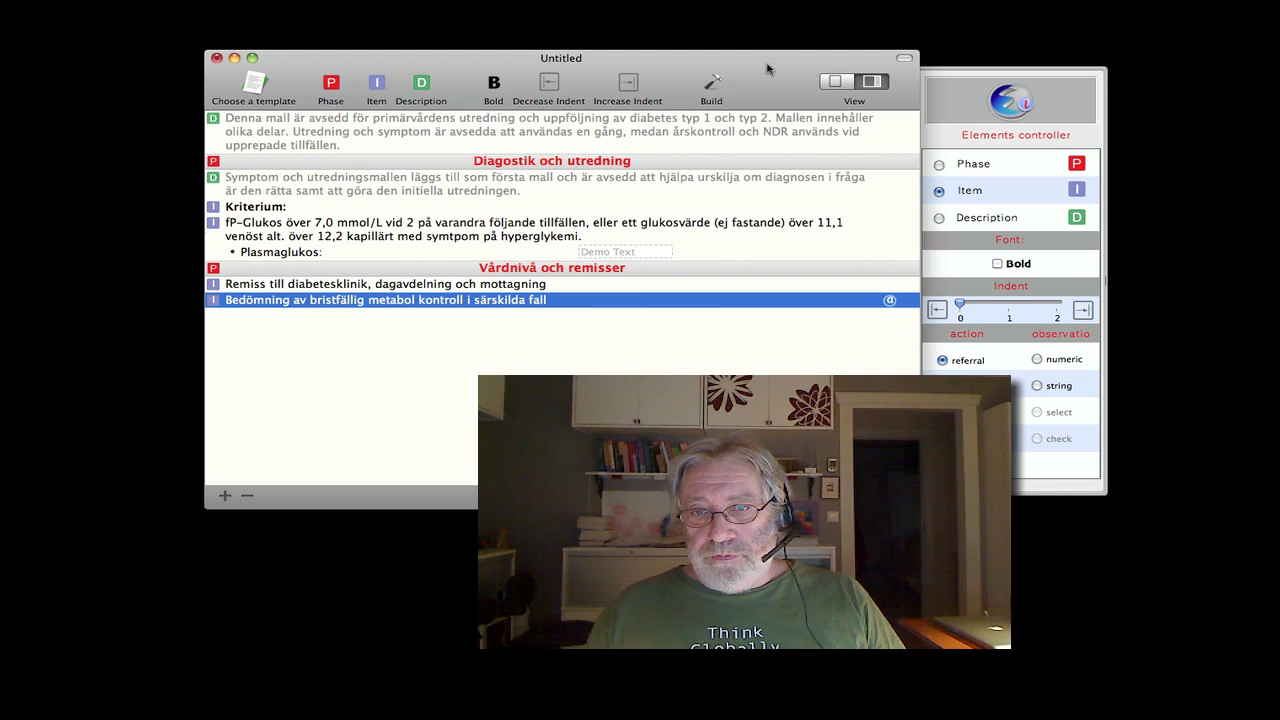 Untitled
Choose a template Phase Item Description Bold Decrease Indent Increase Indent Build View
D Denna mall är avsedd för primärvårdens utredning och uppföljning av diabetes typ 1 och typ 2. Mallen innehåller
olika delar. Utredning och symptom är avsedda att användas en gång, medan årskontroll och NDR används vid
upprepade tillfällen.
P Diagostik och utredning
D Symptom och utredningsmallen läggs till som första mall och är avsedd att hjälpa urskilja om diagnosen i fråga
är den rätta samt att göra den initiella utredningen.
I Kriterium:
I fP-Glukos över 7,0 mmol/L vid 2 på varandra följande tillfällen, eller ett glukosvärde (ej fastande) över 11,1
venöst alt. över 12,2 kapillärt med symtpom på hyperglykemi.
• Plasmaglukos: Demo Text
P Vårdnivå och remisser
I Remiss till diabetesklinik, dagavdelning och mottagning
I Bedömning av bristfällig metabol kontroll i särskilda fall a
Elements controller
Phase P
Item I
Description D
Font:
Bold
Indent
0 1 2
action observatio
referral numeric
string
select
check
Think
Globally